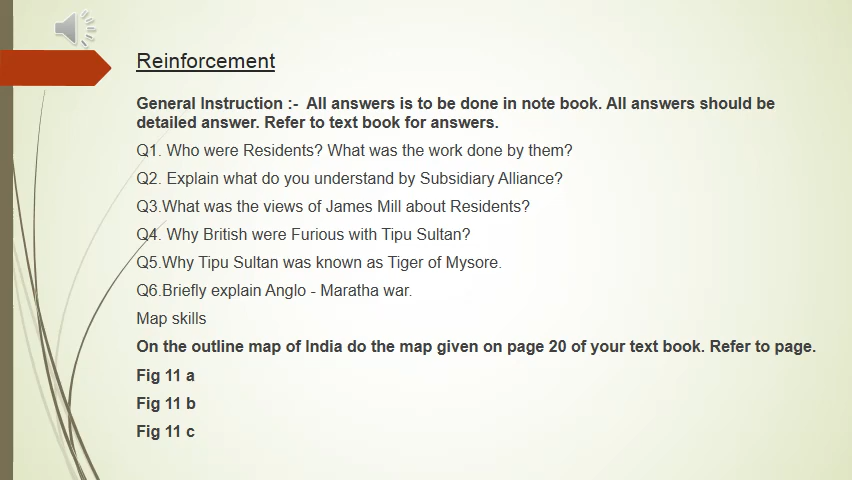 Reinforcement
General Instruction :-  All answers is to be done in note book. All answers should be
detailed answer. Refer to text book for answers.
Q1. Who were Residents? What was the work done by them?
Q2. Explain what do you understand by Subsidiary Alliance?
Q3.What was the views of James Mill about Residents?
Q4. Why British were Furious with Tipu Sultan?
Q5.Why Tipu Sultan was known as Tiger of Mysore.
Q6.Briefly explain Anglo - Maratha war.
Map skills
On the outline map of India do the map given on page 20 of your text book. Refer to page.
Fig 11 a
Fig 11 b
Fig 11 c